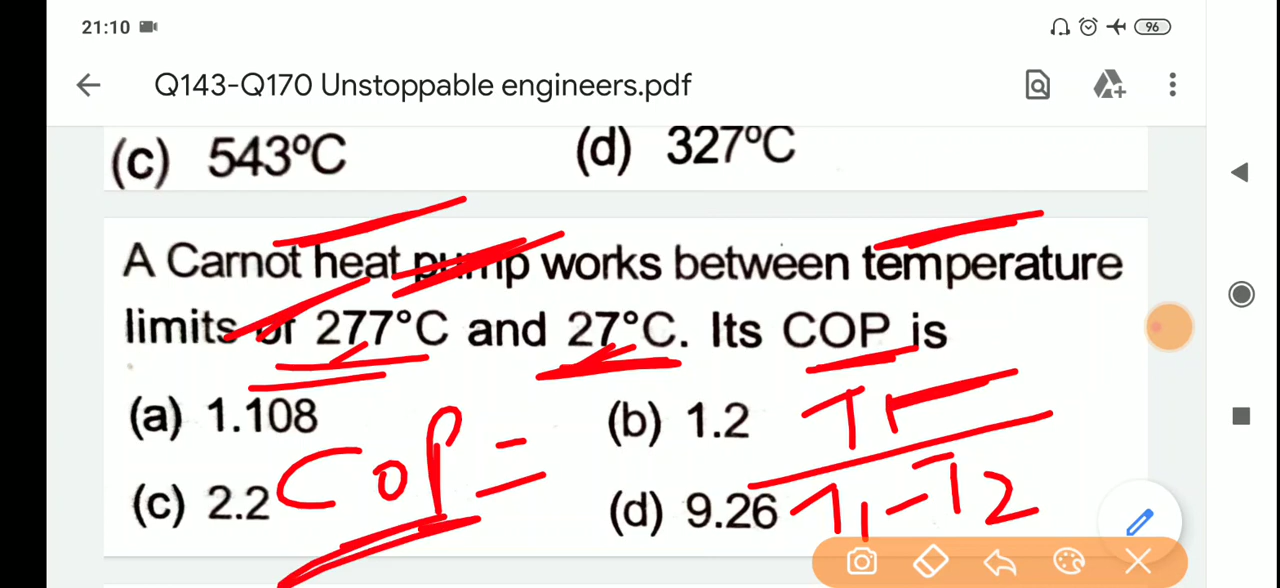 21:10 96
Q143-Q170 Unstoppable engineers.pdf
(c) 543°C (d) 327°C
A Carnot heat pump works between temperature
limits of 277°C and 27°C. Its COP is
(a) 1.108 (b) 1.2
(c) 2.2 (d) 9.26
COP = T1
T1-T2